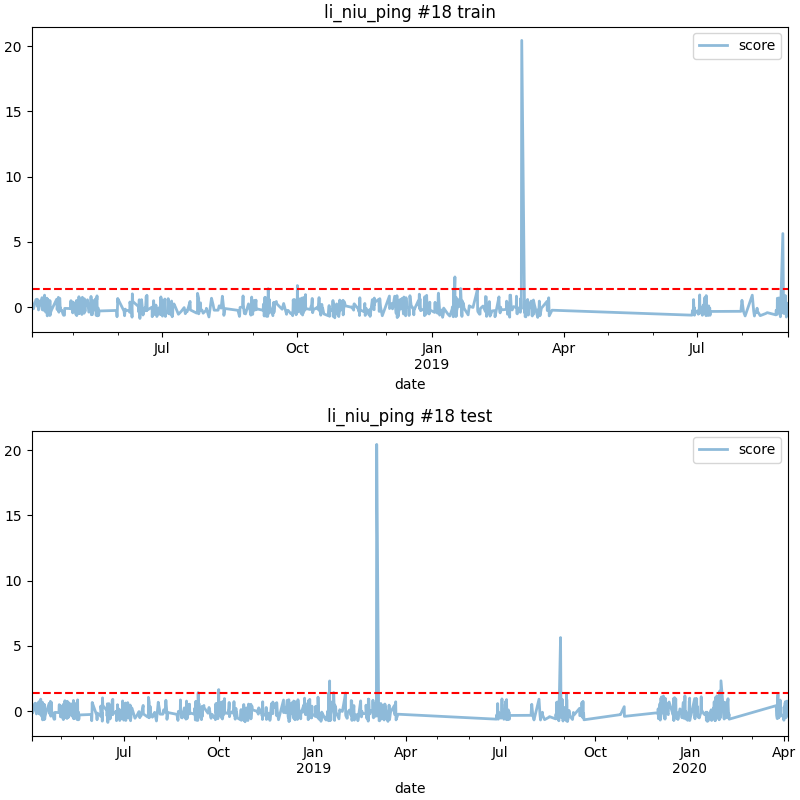 li_niu_ping #18 train
score
20
15
10
5
0
Jul Oct Jan Apr Jul
2019
date
li_niu_ping #18 test
score
20
15
10
5
0
Jul Oct Jan Apr Jul Oct Jan Apr
2019 2020
date